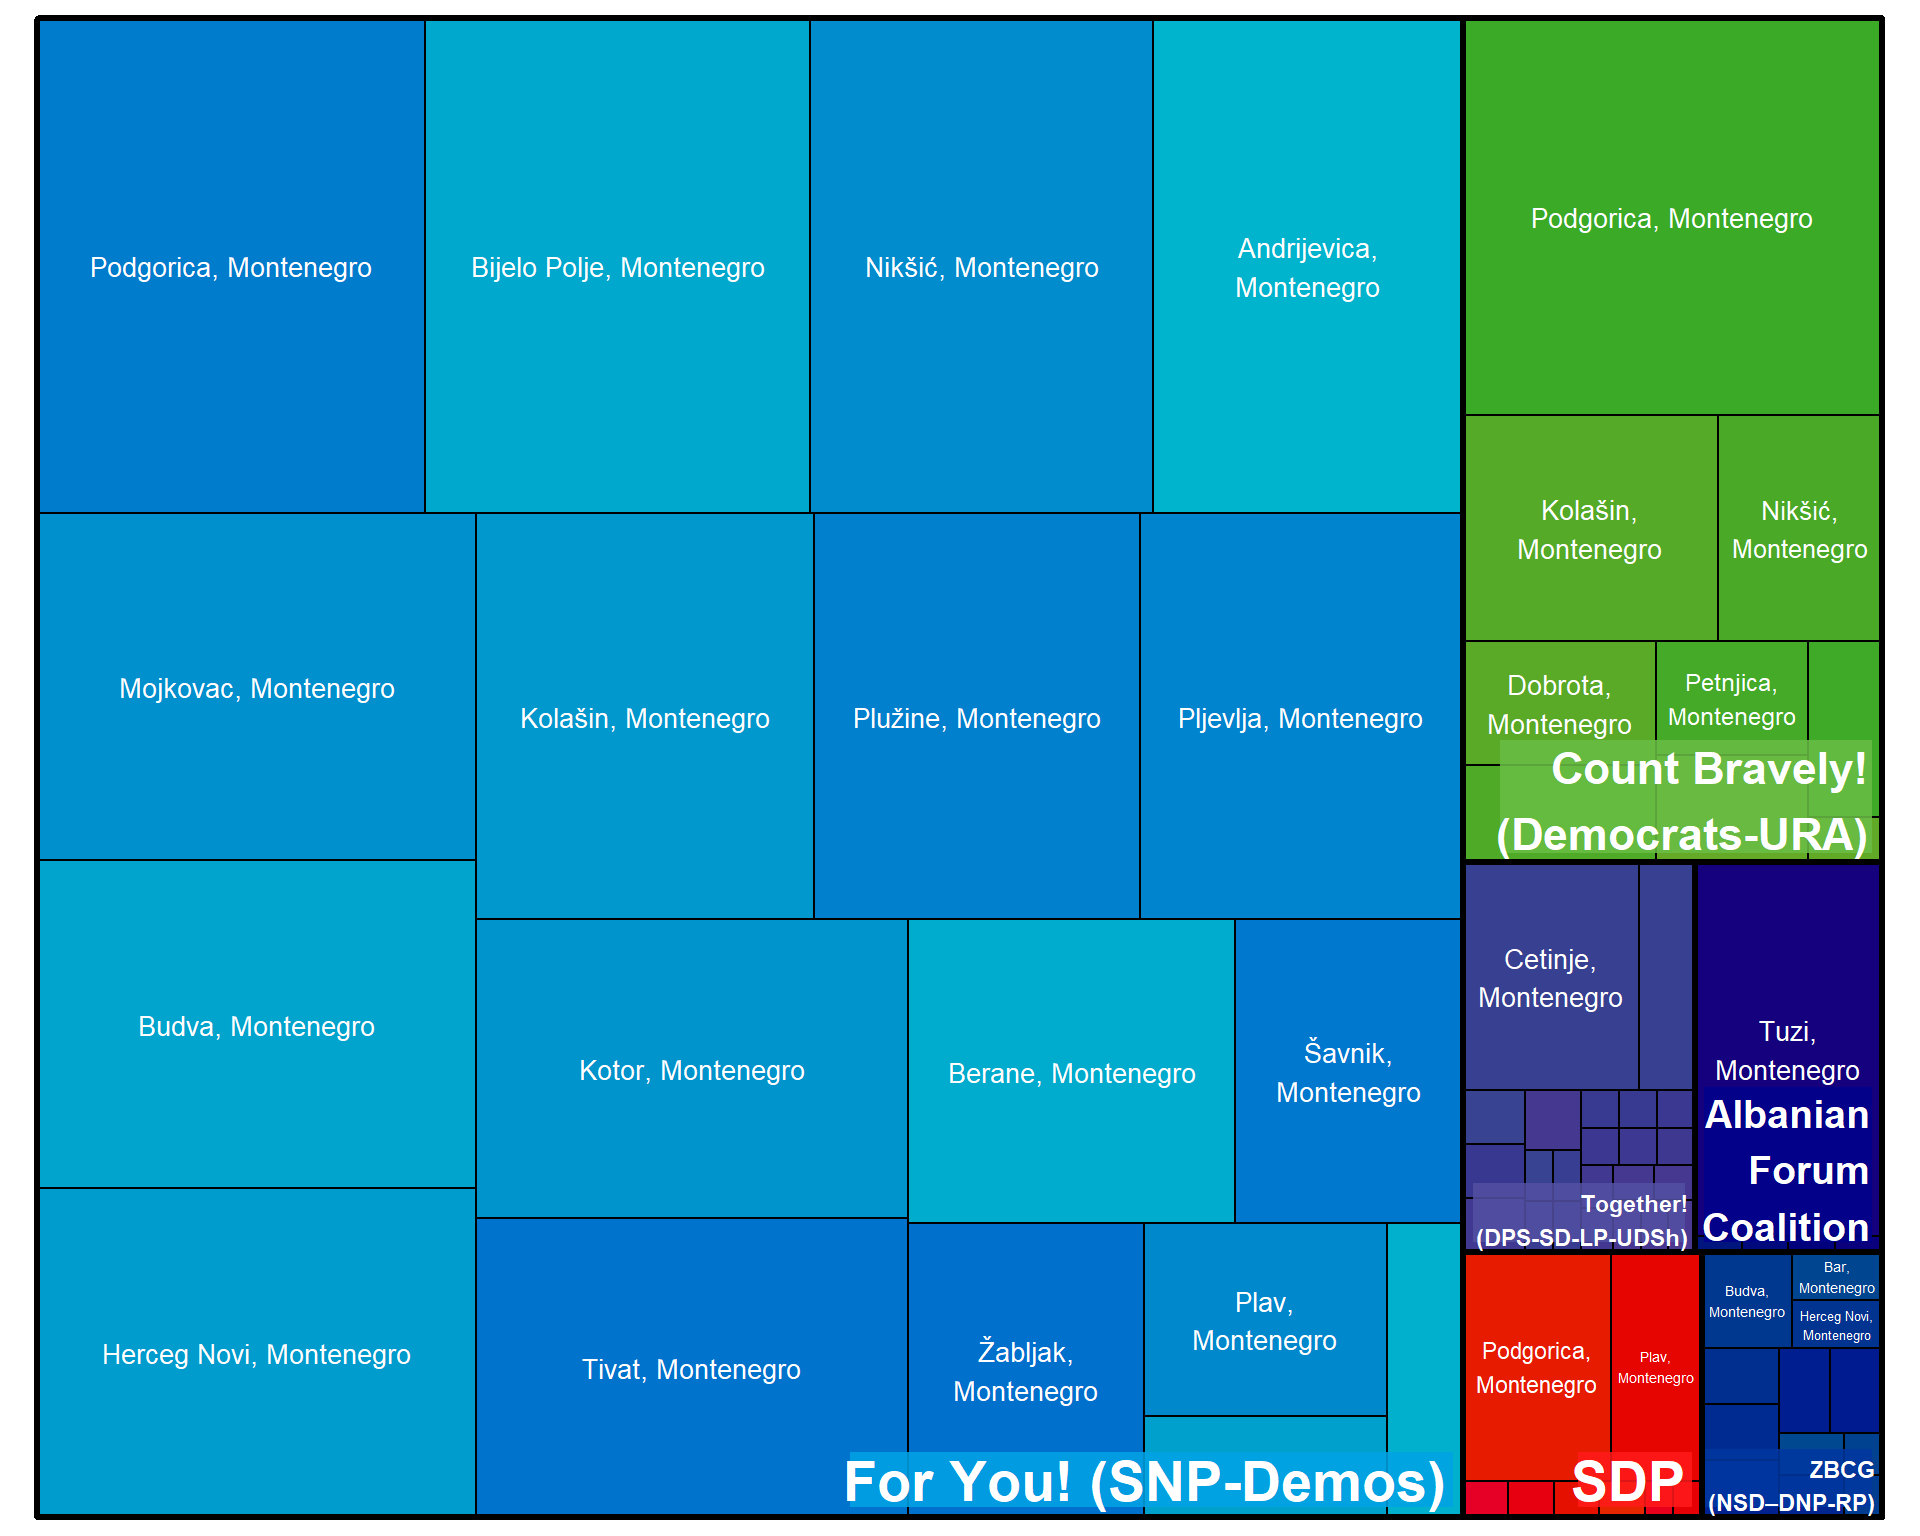 Podgorica, Montenegro
Bijelo Polje, Montenegro
Nikšić, Montenegro
Andrijevica,
Montenegro
Mojkovac, Montenegro
Kolašin, Montenegro
Plužine, Montenegro
Pljevlja, Montenegro
Budva, Montenegro
Kotor, Montenegro
Berane, Montenegro
Šavnik,
Montenegro
Herceg Novi, Montenegro
Tivat, Montenegro
Žabljak,
Montenegro
Plav,
Montenegro
For You! (SNP-Demos)
Podgorica, Montenegro
Kolašin,
Montenegro
Nikšić,
Montenegro
Dobrota,
Montenegro
Petnjica,
Montenegro
Count Bravely!
(Democrats-URA)
Cetinje,
Montenegro
Together!
(DPS-SD-LP-UDSh)
Tuzi,
Montenegro
Albanian
Forum
Coalition
Podgorica,
Montenegro
Plav,
Montenegro
SDP
Budva,
Montenegro
Bar,
Montenegro
Herceg Novi,
Montenegro
ZBCG
(NSD–DNP-RP)